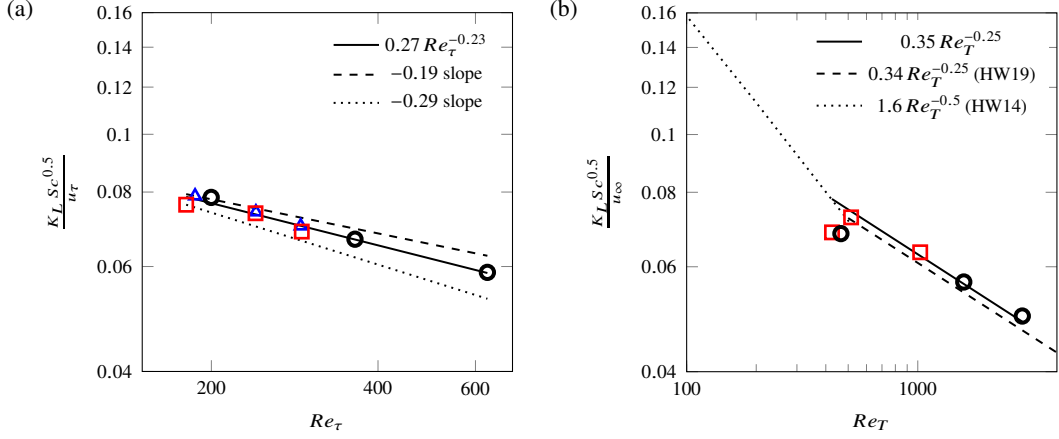 (a)
0.16
0.14
0.12
0.1
0.08
0.06
0.04
200
400
600
K_L Sc^0.5 / u_τ
Re_τ
0.27 Re_τ^−0.23
−0.19 slope
−0.29 slope
(b)
0.16
0.14
0.12
0.1
0.08
0.06
0.04
100
1000
K_L Sc^0.5 / u_∞
Re_T
0.35 Re_T^−0.25
0.34 Re_T^−0.25 (HW19)
1.6 Re_T^−0.5 (HW14)